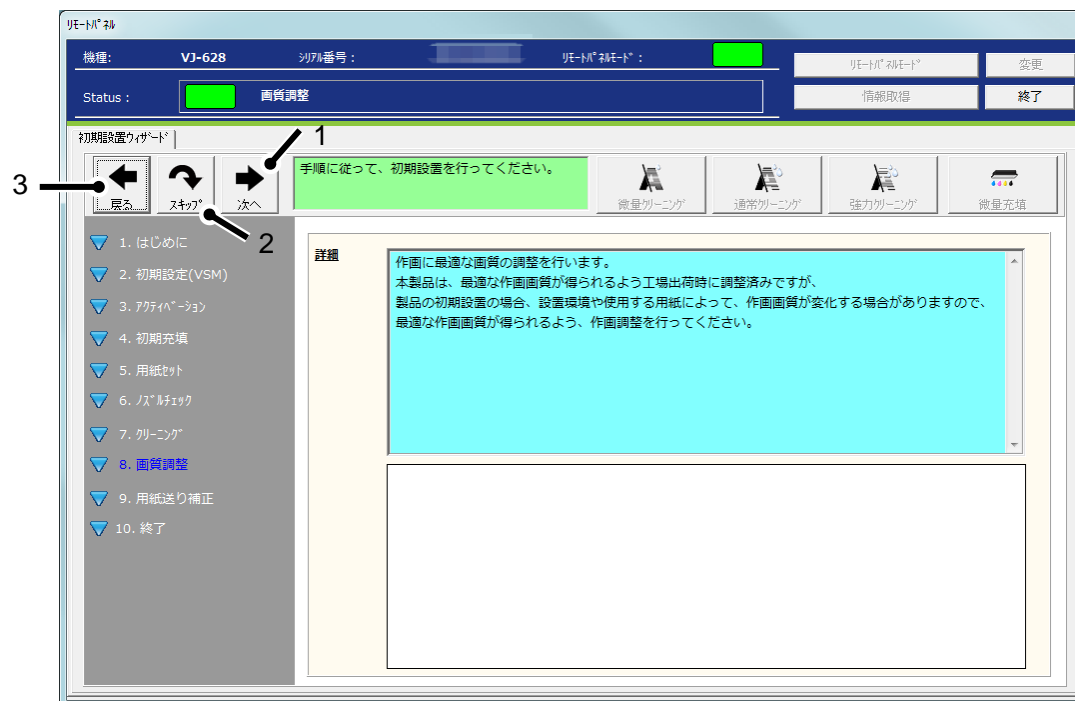 リモートパネル
機種: VJ-628 シリアル番号: リモートパネルモード:
リモートパネルモード 変更
Status: 画質調整
情報取得 終了
初期設置ウィザード
1
3
2
戻る スキップ 次へ
手順に従って、初期設置を行ってください。
微量クリーニング 通常クリーニング 強力クリーニング 微量充填
1. はじめに
2. 初期設定(VSM)
3. アクティベーション
4. 初期充填
5. 用紙セット
6. ノズルチェック
7. クリーニング
8. 画質調整
9. 用紙送り補正
10. 終了
詳細
作画に最適な画質の調整を行います。
本製品は、最適な作画画質が得られるよう工場出荷時に調整済みですが、
製品の初期設置の場合、設置環境や使用する用紙によって、作画画質が変化する場合がありますので、
最適な作画画質が得られるよう、作画調整を行ってください。